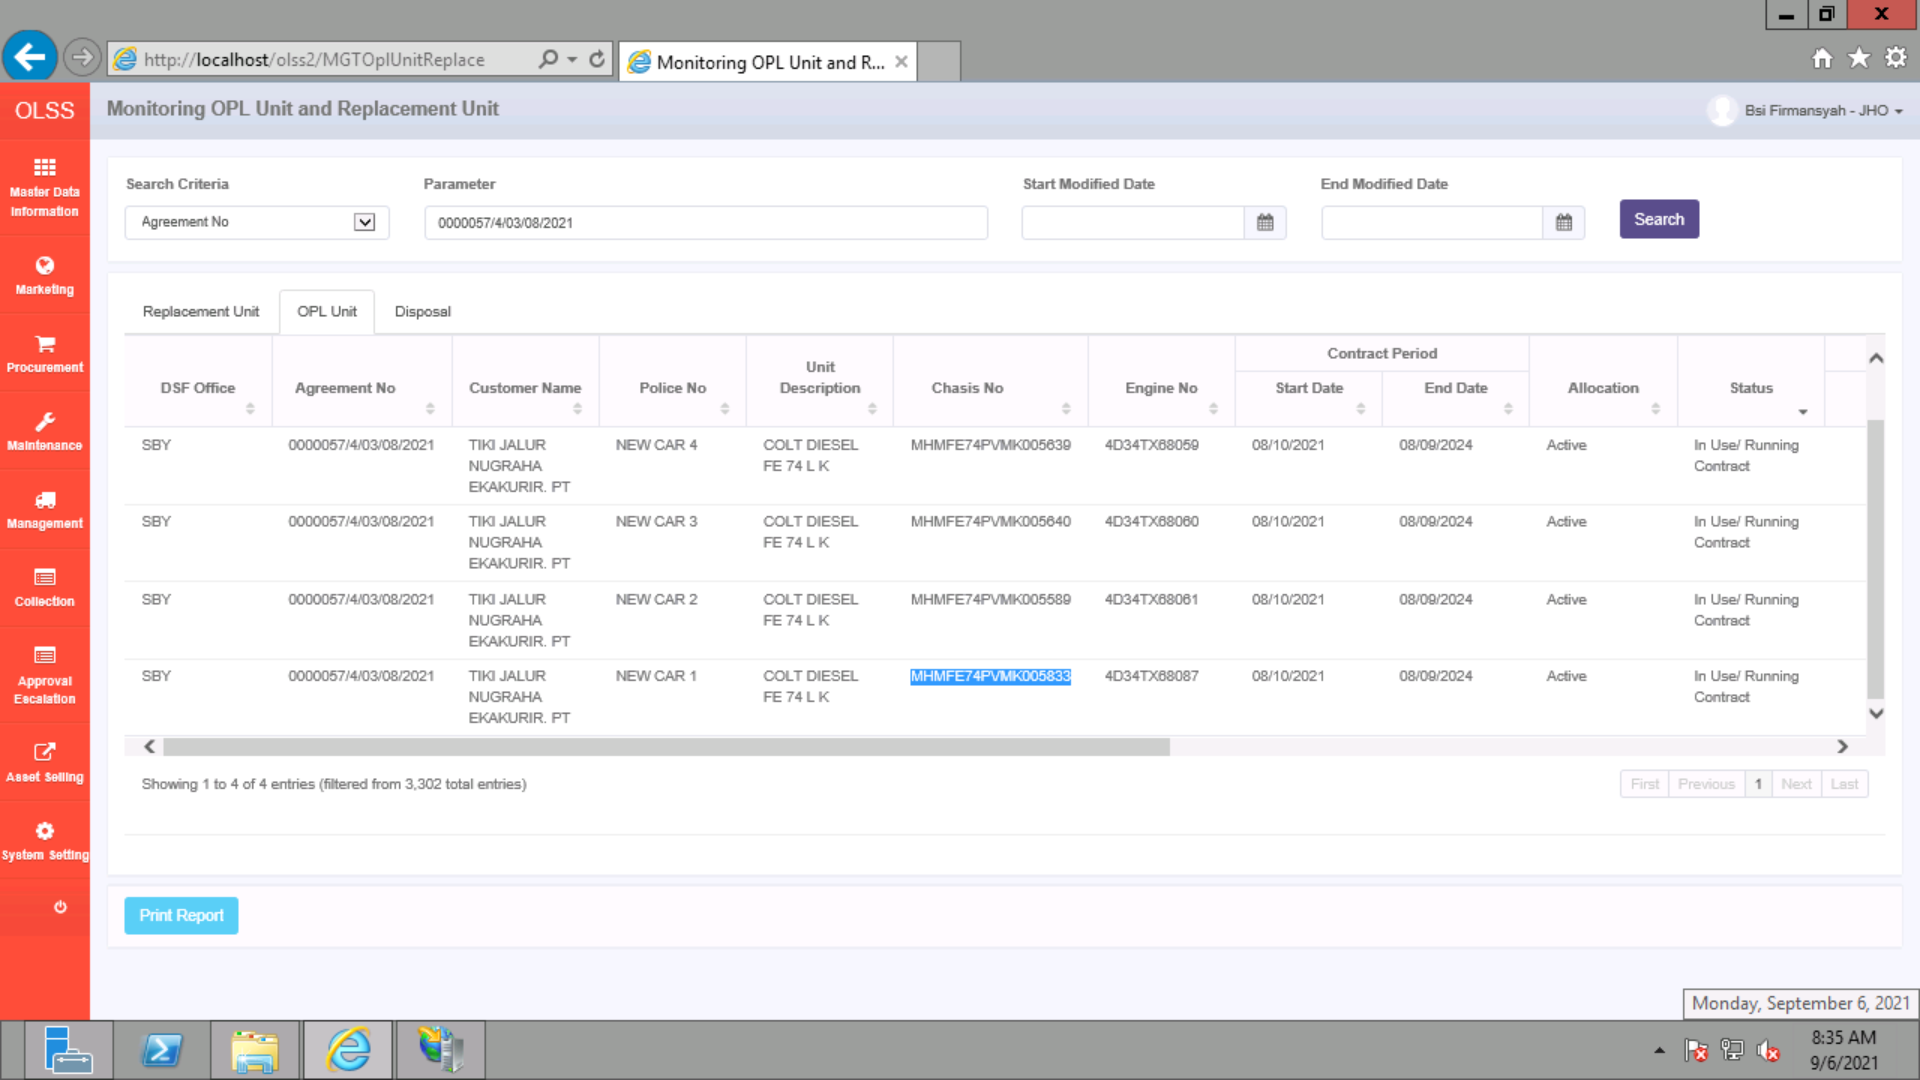 http://localhost/olss2/MGTOplUnitReplace
Monitoring OPL Unit and R...
OLSS
Monitoring OPL Unit and Replacement Unit
Bsi Firmansyah - JHO
Master Data
Information
Marketing
Procurement
Maintenance
Management
Collection
Approval
Escalation
Asset Selling
System Setting
Search Criteria
Parameter
Start Modified Date
End Modified Date
Agreement No
0000057/4/03/08/2021
Search
Replacement Unit
OPL Unit
Disposal
DSF Office
Agreement No
Customer Name
Police No
Unit
Description
Chasis No
Engine No
Contract Period
Start Date
End Date
Allocation
Status
SBY
0000057/4/03/08/2021
TIKI JALUR
NUGRAHA
EKAKURIR. PT
NEW CAR 4
COLT DIESEL
FE 74 L K
MHMFE74PVMK005639
4D34TX68059
08/10/2021
08/09/2024
Active
In Use/ Running
Contract
SBY
0000057/4/03/08/2021
TIKI JALUR
NUGRAHA
EKAKURIR. PT
NEW CAR 3
COLT DIESEL
FE 74 L K
MHMFE74PVMK005640
4D34TX68060
08/10/2021
08/09/2024
Active
In Use/ Running
Contract
SBY
0000057/4/03/08/2021
TIKI JALUR
NUGRAHA
EKAKURIR. PT
NEW CAR 2
COLT DIESEL
FE 74 L K
MHMFE74PVMK005589
4D34TX68061
08/10/2021
08/09/2024
Active
In Use/ Running
Contract
SBY
0000057/4/03/08/2021
TIKI JALUR
NUGRAHA
EKAKURIR. PT
NEW CAR 1
COLT DIESEL
FE 74 L K
MHMFE74PVMK005833
4D34TX68087
08/10/2021
08/09/2024
Active
In Use/ Running
Contract
Showing 1 to 4 of 4 entries (filtered from 3,302 total entries)
First
Previous
1
Next
Last
Print Report
Monday, September 6, 2021
8:35 AM
9/6/2021